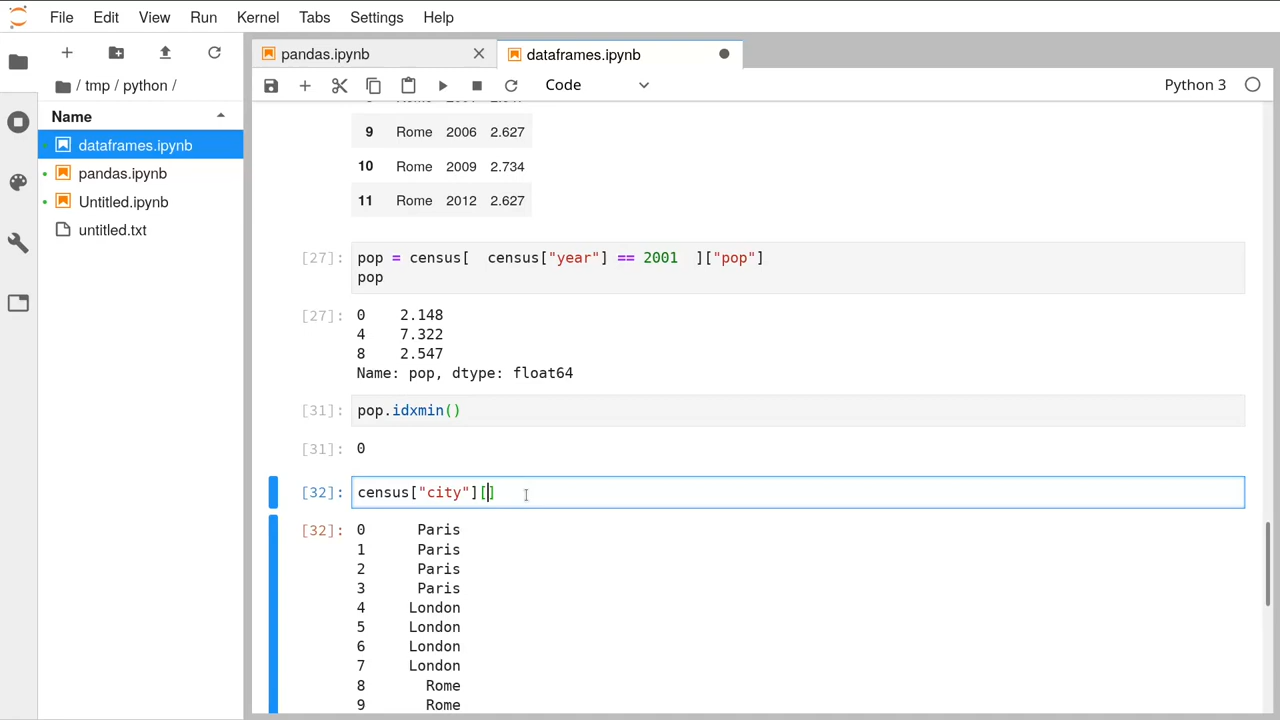 File Edit View Run Kernel Tabs Settings Help
pandas.ipynb
dataframes.ipynb
/ tmp / python /
Code
Python 3
Name
dataframes.ipynb
pandas.ipynb
Untitled.ipynb
untitled.txt
9 Rome 2006 2.627
10 Rome 2009 2.734
11 Rome 2012 2.627
[27]: pop = census[  census["year"] == 2001  ]["pop"]
pop
[27]: 0 2.148
4 7.322
8 2.547
Name: pop, dtype: float64
[31]: pop.idxmin()
[31]: 0
[32]: census["city"][]
[32]: 0 Paris
1 Paris
2 Paris
3 Paris
4 London
5 London
6 London
7 London
8 Rome
9 Rome